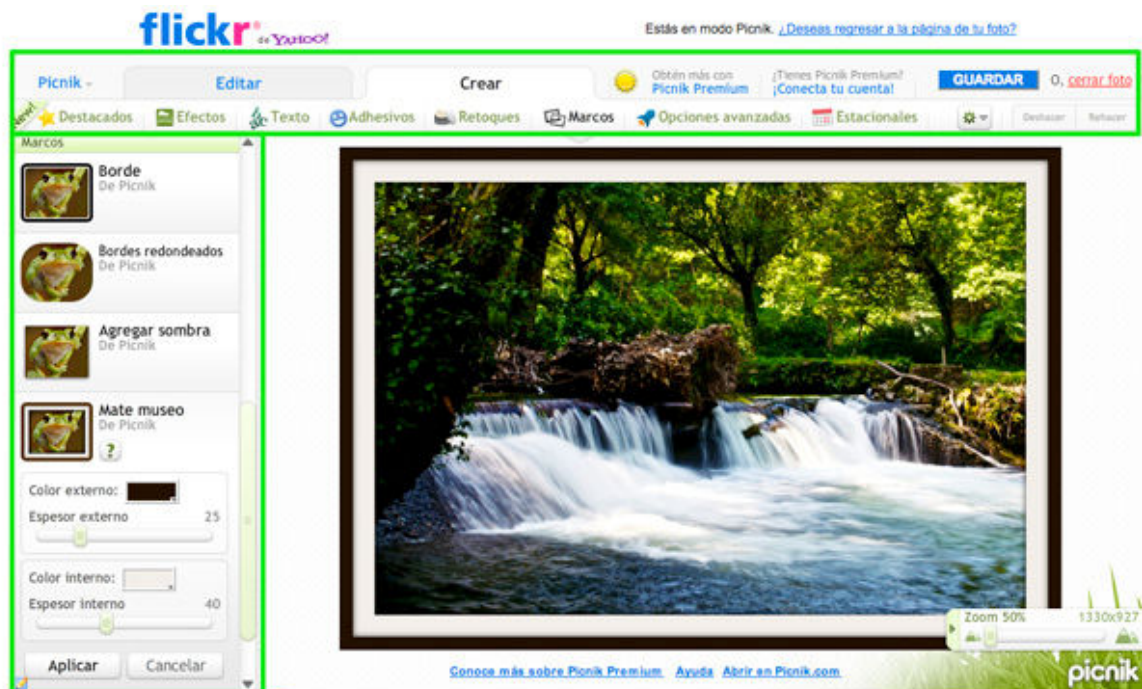 flickr de YAHOO!
Estás en modo Picnik. ¿Deseas regresar a la página de tu foto?
Picnik
Editar
Crear
Obtén más con
Picnik Premium
¿Tienes Picnik Premium?
¡Conecta tu cuenta!
GUARDAR
O, cerrar foto
New!
Destacados
Efectos
Texto
Adhesivos
Retoques
Marcos
Opciones avanzadas
Estacionales
Deshacer
Rehacer
Marcos
Borde
De Picnik
Bordes redondeados
De Picnik
Agregar sombra
De Picnik
Mate museo
De Picnik
?
Color externo:
Espesor externo 25
Color interno:
Espesor interno 40
Aplicar Cancelar
Zoom 50% 1330x927
Conoce más sobre Picnik Premium Ayuda Abrir en Picnik.com
picnik